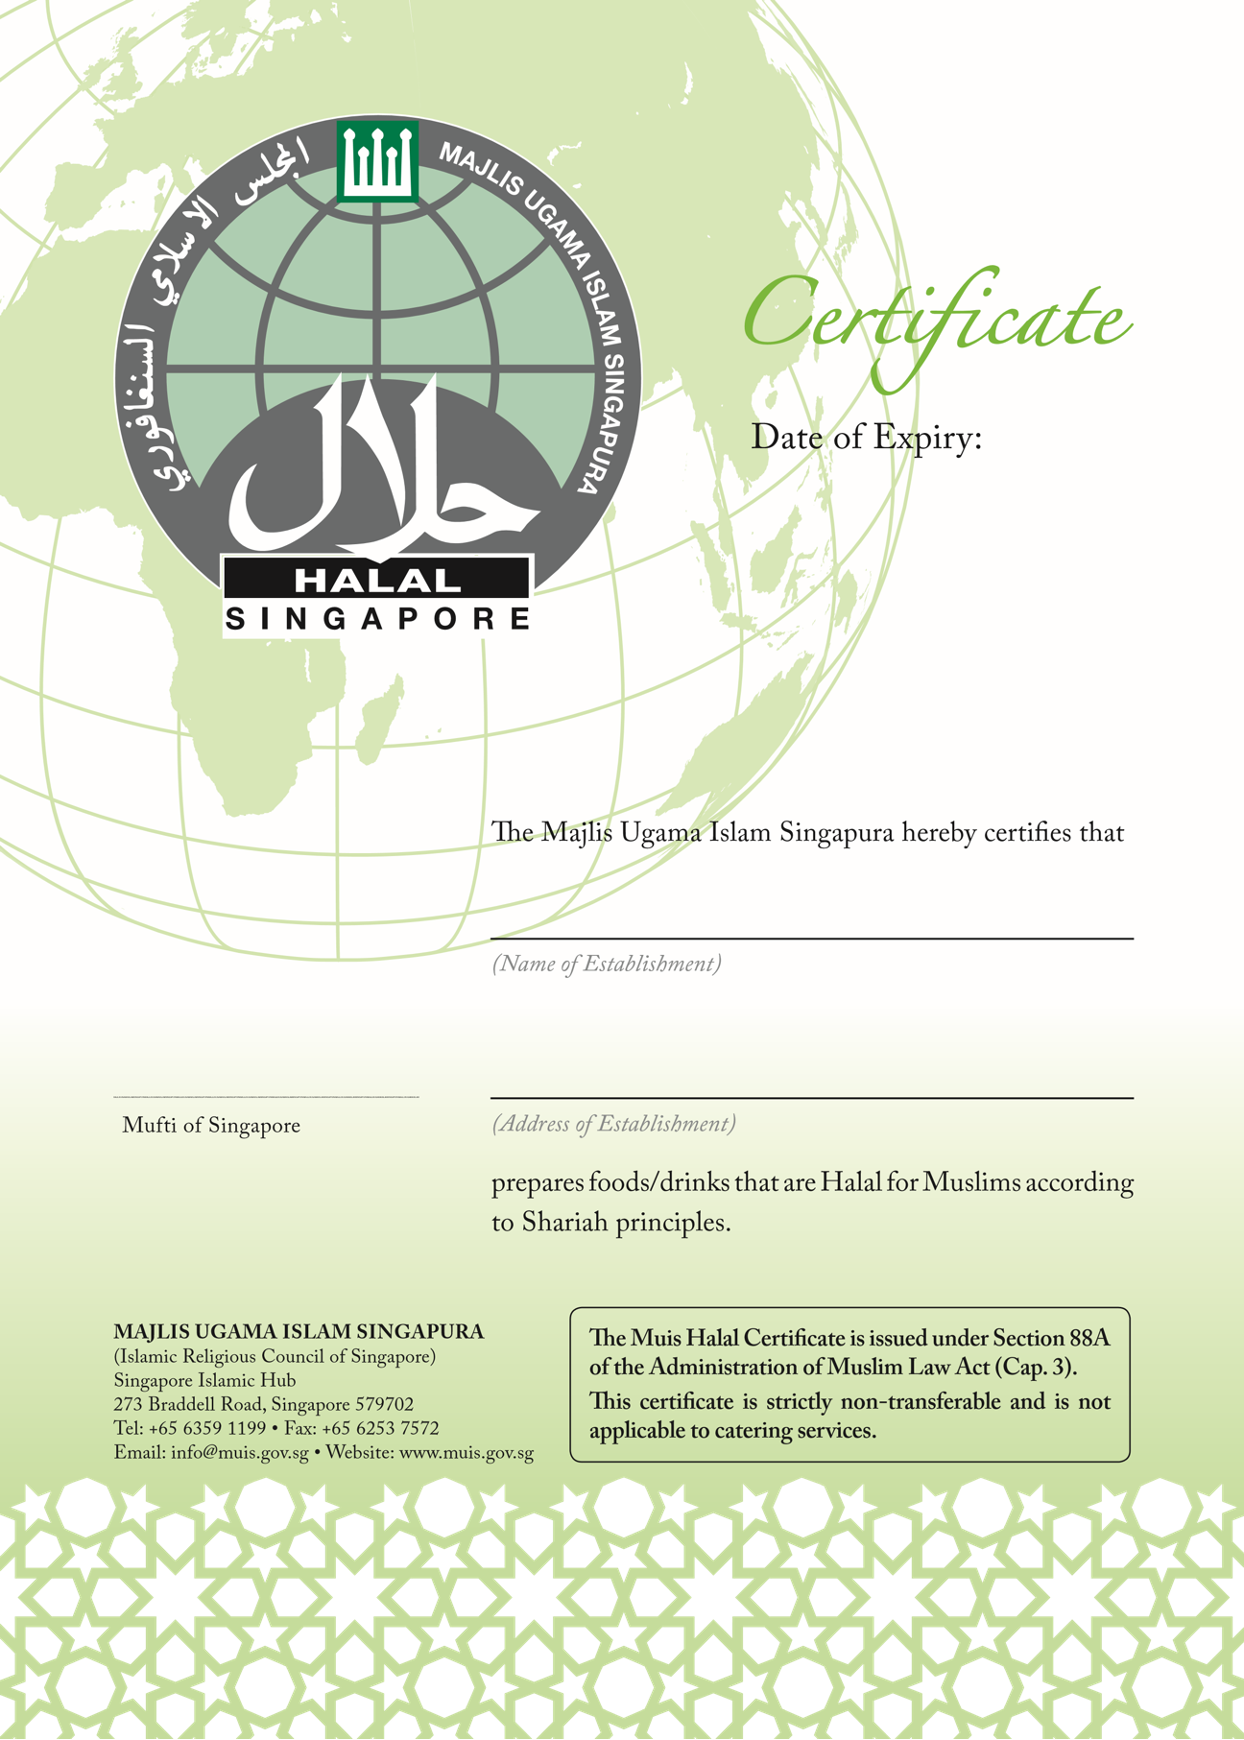 المجلس الاسلامي السنغافوري
MAJLIS UGAMA ISLAM SINGAPURA
حلال
HALAL
SINGAPORE
Certificate
Date of Expiry:
The Majlis Ugama Islam Singapura hereby certifies that
(Name of Establishment)
Mufti of Singapore
(Address of Establishment)
prepares foods/drinks that are Halal for Muslims according
to Shariah principles.
MAJLIS UGAMA ISLAM SINGAPURA
(Islamic Religious Council of Singapore)
Singapore Islamic Hub
273 Braddell Road, Singapore 579702
Tel: +65 6359 1199 • Fax: +65 6253 7572
Email: info@muis.gov.sg • Website: www.muis.gov.sg
The Muis Halal Certificate is issued under Section 88A
of the Administration of Muslim Law Act (Cap. 3).
This certificate is strictly non-transferable and is not
applicable to catering services.